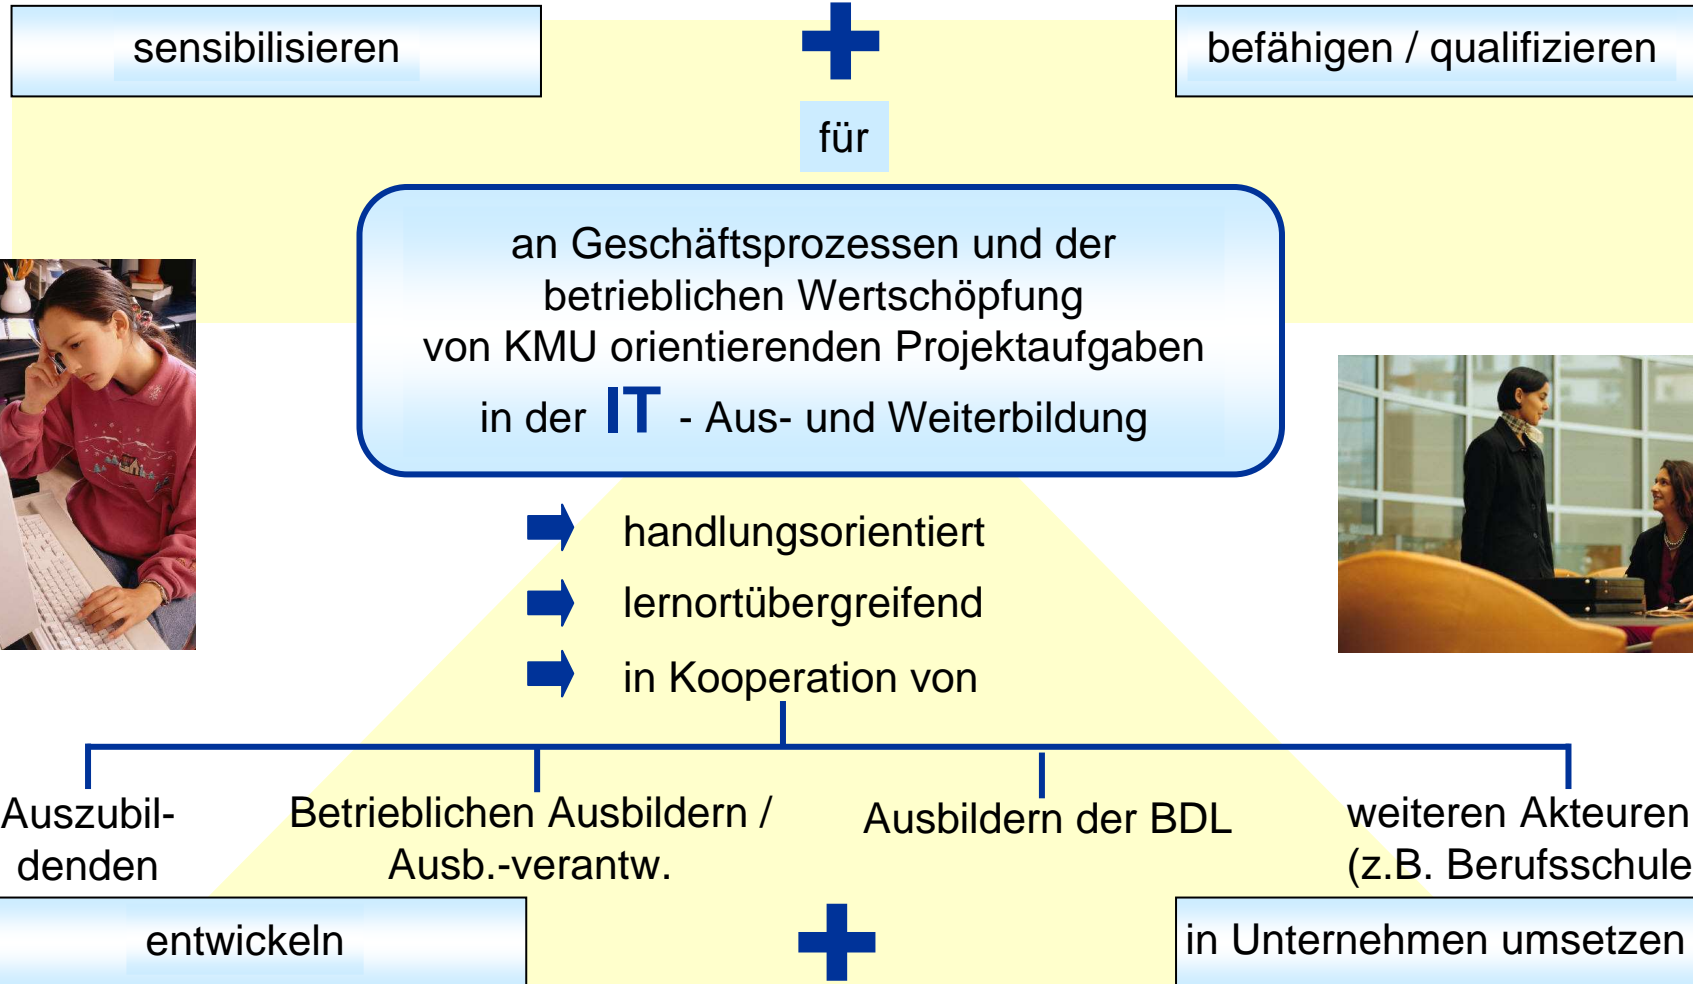 sensibilisieren
befähigen / qualifizieren
für
an Geschäftsprozessen und der
betrieblichen Wertschöpfung
von KMU orientierenden Projektaufgaben
in der IT - Aus- und Weiterbildung
handlungsorientiert
lernortübergreifend
in Kooperation von
Auszubil-
denden
Betrieblichen Ausbildern /
Ausb.-verantw.
Ausbildern der BDL
weiteren Akteuren
(z.B. Berufsschule
entwickeln
in Unternehmen umsetzen